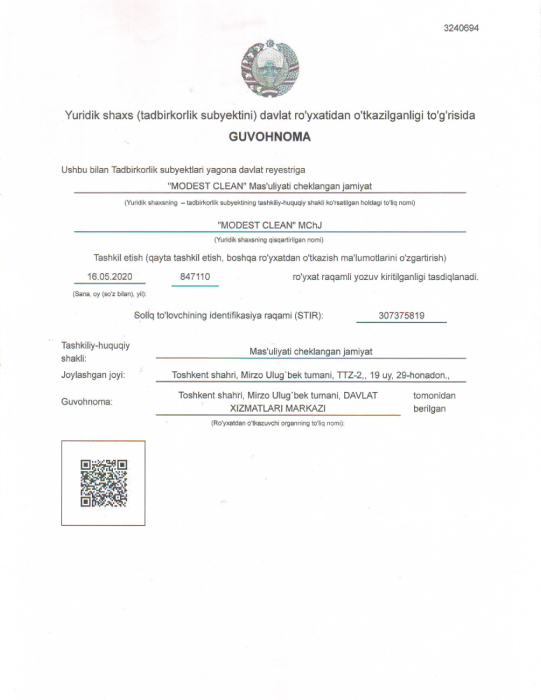 3240694
Yuridik shaxs (tadbirkorlik subyektini) davlat ro'yxatidan o'tkazilganligi to'g'risida
GUVOHNOMA
Ushbu bilan Tadbirkorlik subyektlari yagona davlat reyestriga
"MODEST CLEAN" Mas'uliyati cheklangan jamiyat
(Yuridik shaxsning – tadbirkorlik subyektining tashkiliy-huquqiy shakli ko'rsatilgan holdagi to'liq nomi)
"MODEST CLEAN" MChJ
(Yuridik shaxsning qisqartirilgan nomi)
Tashkil etish (qayta tashkil etish, boshqa ro'yxatdan o'tkazish ma'lumotlarini o'zgartirish)
16.05.2020 847110 ro'yxat raqamli yozuv kiritilganligi tasdiqlanadi.
(Sana, oy (so'z bilan), yil):
Soliq to'lovchining identifikasiya raqami (STIR): 307375819
Tashkiliy-huquqiy
shakli: Mas'uliyati cheklangan jamiyat
Joylashgan joyi: Toshkent shahri, Mirzo Ulug`bek tumani, TTZ-2,, 19 uy, 29-honadon.,
Guvohnoma: Toshkent shahri, Mirzo Ulug`bek tumani, DAVLAT tomonidan
XIZMATLARI MARKAZI berilgan
(Ro'yxatdan o'tkazuvchi organning to'liq nomi):